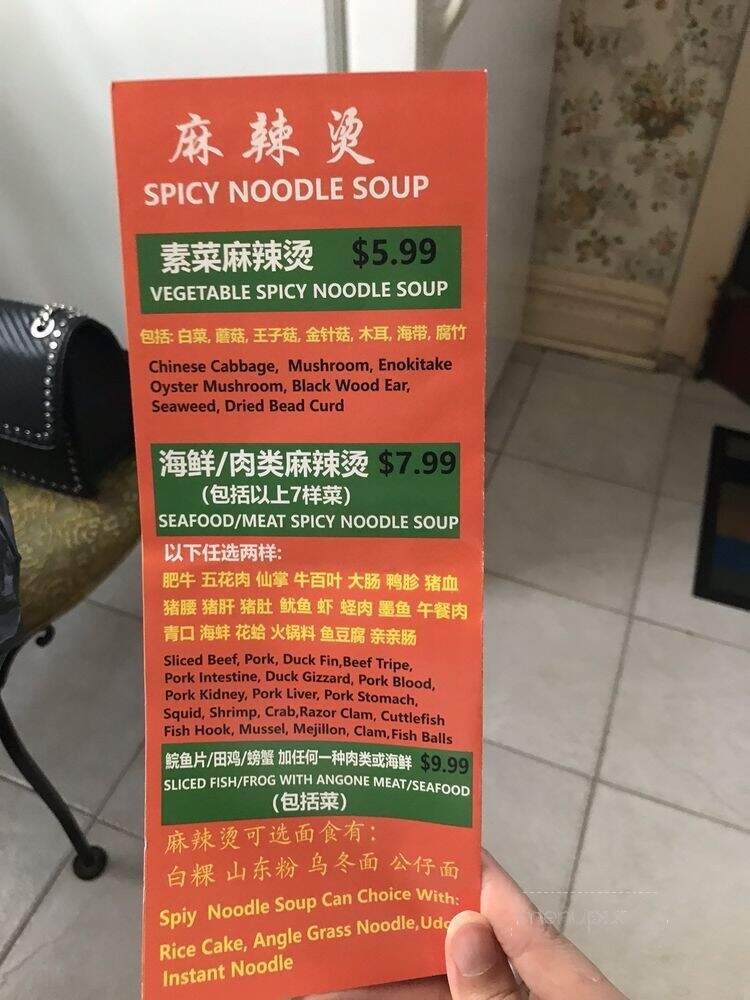 麻辣烫
SPICY NOODLE SOUP
素菜麻辣烫 $5.99
VEGETABLE SPICY NOODLE SOUP
包括: 白菜, 蘑菇, 王子菇, 金针菇, 木耳, 海带, 腐竹
Chinese Cabbage, Mushroom, Enokitake
Oyster Mushroom, Black Wood Ear,
Seaweed, Dried Bead Curd
海鲜/肉类麻辣烫 $7.99
(包括以上7样菜)
SEAFOOD/MEAT SPICY NOODLE SOUP
以下任选两样:
肥牛 五花肉 仙掌 牛百叶 大肠 鸭胗 猪血
猪腰 猪肝 猪肚 鱿鱼 虾 蛏肉 墨鱼 午餐肉
青口 海蚌 花蛤 火锅料 鱼豆腐 亲亲肠
Sliced Beef, Pork, Duck Fin,Beef Tripe,
Pork Intestine, Duck Gizzard, Pork Blood,
Pork Kidney, Pork Liver, Pork Stomach,
Squid, Shrimp, Crab,Razor Clam, Cuttlefish
Fish Hook, Mussel, Mejillon, Clam,Fish Balls
鲩鱼片/田鸡/螃蟹 加任何一种肉类或海鲜 $9.99
SLICED FISH/FROG WITH ANGONE MEAT/SEAFOOD
(包括菜)
麻辣烫可选面食有:
白粿 山东粉 乌冬面 公仔面
Spiy Noodle Soup Can Choice With:
Rice Cake, Angle Grass Noodle,Udo
Instant Noodle
menupix